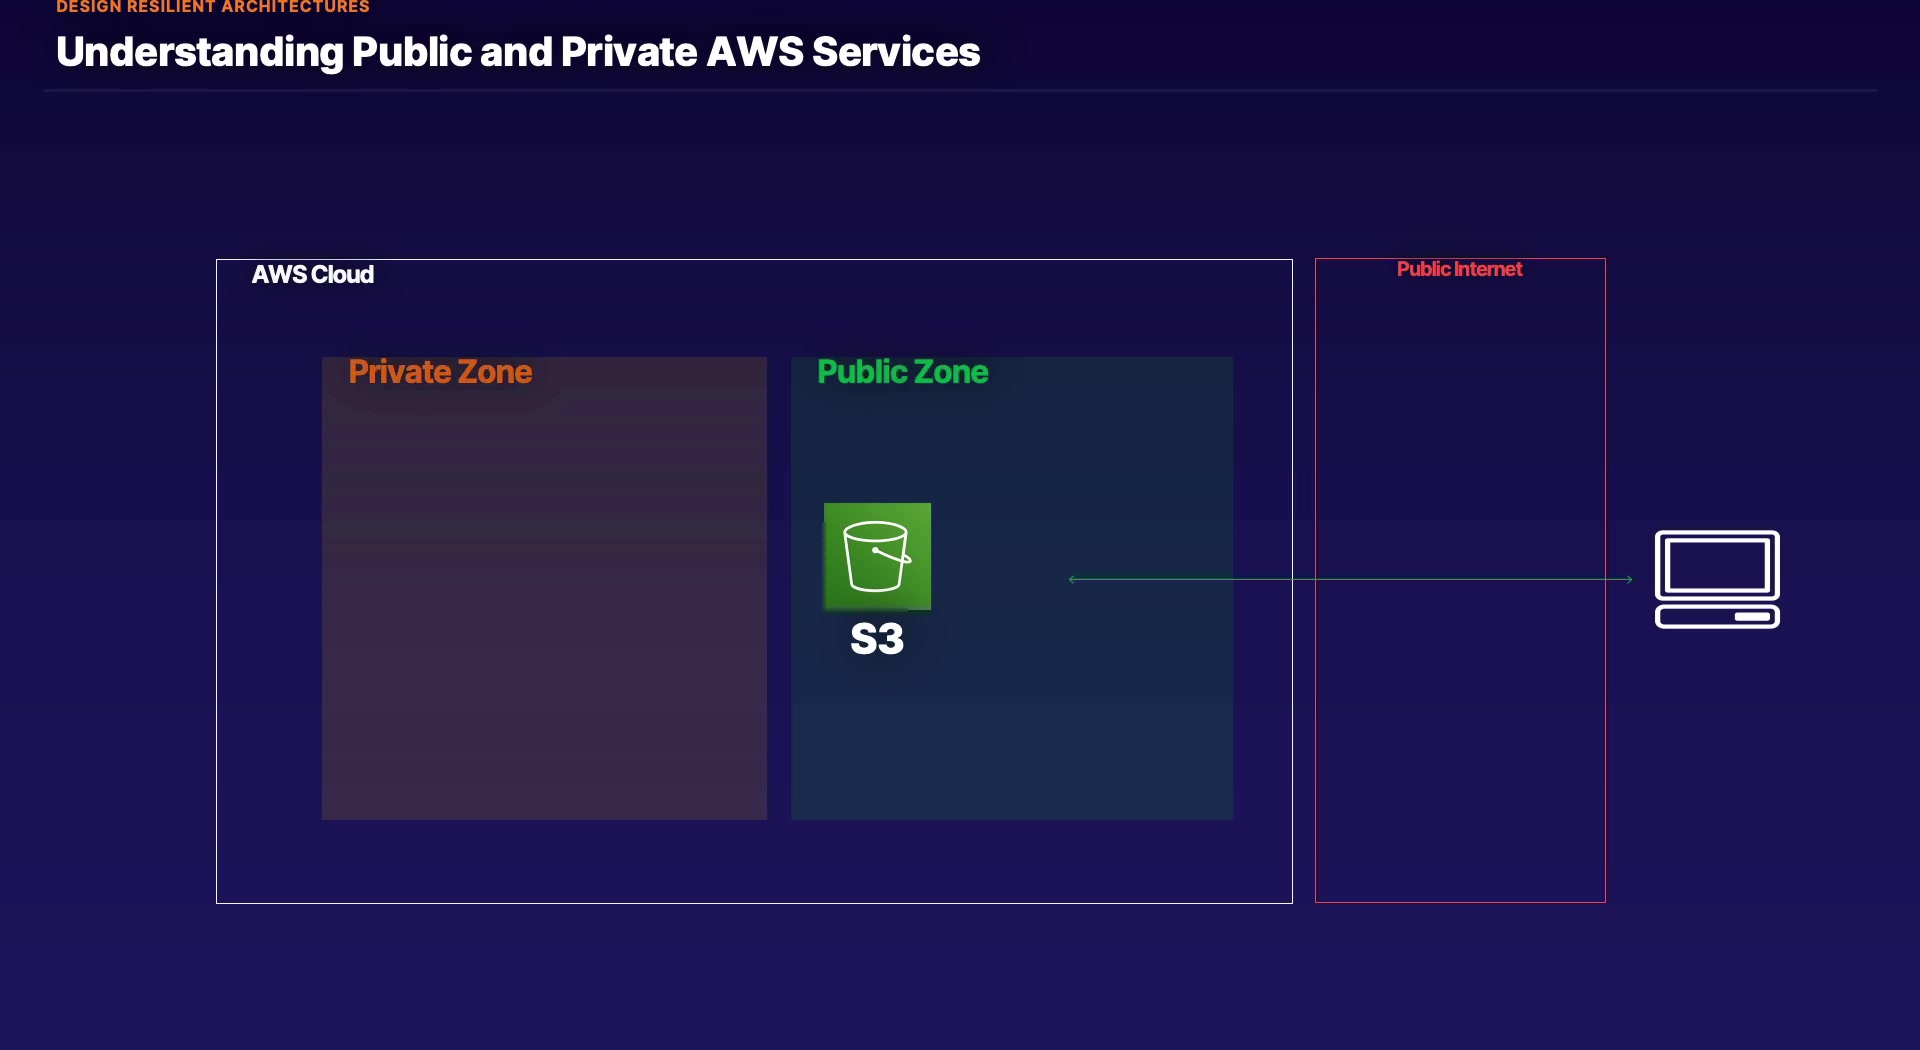 DESIGN RESILIENT ARCHITECTURES
Understanding Public and Private AWS Services
AWS Cloud
Public Internet
Private Zone
Public Zone
S3